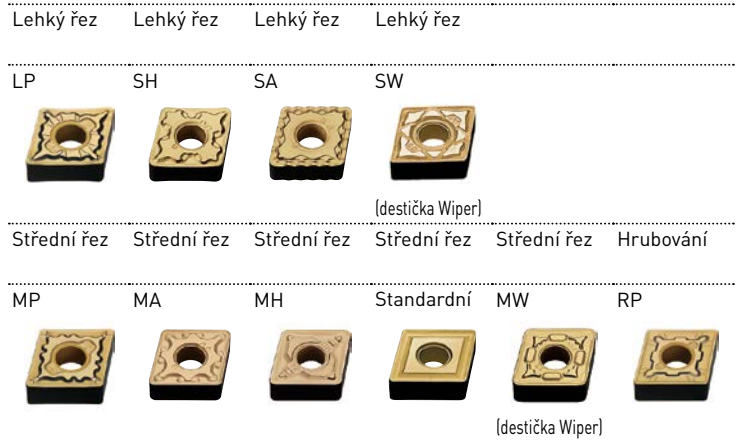 Lehký řez Lehký řez Lehký řez Lehký řez
LP SH SA SW
(destička Wiper)
Střední řez Střední řez Střední řez Střední řez Střední řez Hrubování
MP MA MH Standardní MW RP
(destička Wiper)